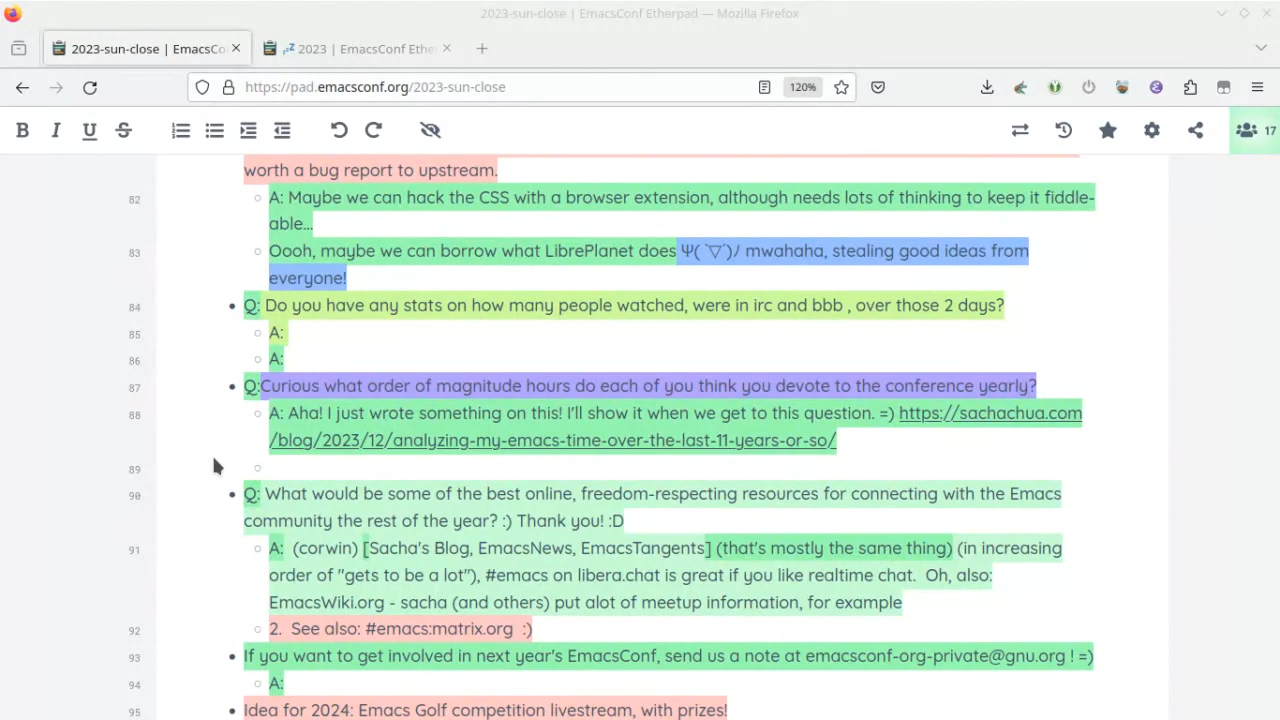 2023-sun-close | EmacsConf Etherpad — Mozilla Firefox
2023-sun-close | EmacsCo
💤 2023 | EmacsConf Ether
https://pad.emacsconf.org/2023-sun-close
120%
B I U S
17
worth a bug report to upstream.
82 A: Maybe we can hack the CSS with a browser extension, although needs lots of thinking to keep it fiddle-
able...
83 Oooh, maybe we can borrow what LibrePlanet does Ψ( ̀▽´)ﾉ mwahaha, stealing good ideas from
everyone!
84 Q: Do you have any stats on how many people watched, were in irc and bbb , over those 2 days?
85 A:
86 A:
87 Q:Curious what order of magnitude hours do each of you think you devote to the conference yearly?
88 A: Aha! I just wrote something on this! I'll show it when we get to this question. =) https://sachachua.com
/blog/2023/12/analyzing-my-emacs-time-over-the-last-11-years-or-so/
89
90 Q: What would be some of the best online, freedom-respecting resources for connecting with the Emacs
community the rest of the year? :) Thank you! :D
91 A:  (corwin) [Sacha's Blog, EmacsNews, EmacsTangents] (that's mostly the same thing) (in increasing
order of "gets to be a lot"), #emacs on libera.chat is great if you like realtime chat.  Oh, also:
EmacsWiki.org - sacha (and others) put alot of meetup information, for example
92 2.  See also: #emacs:matrix.org  :)
93 If you want to get involved in next year's EmacsConf, send us a note at emacsconf-org-private@gnu.org ! =)
94 A:
95 Idea for 2024: Emacs Golf competition livestream, with prizes!